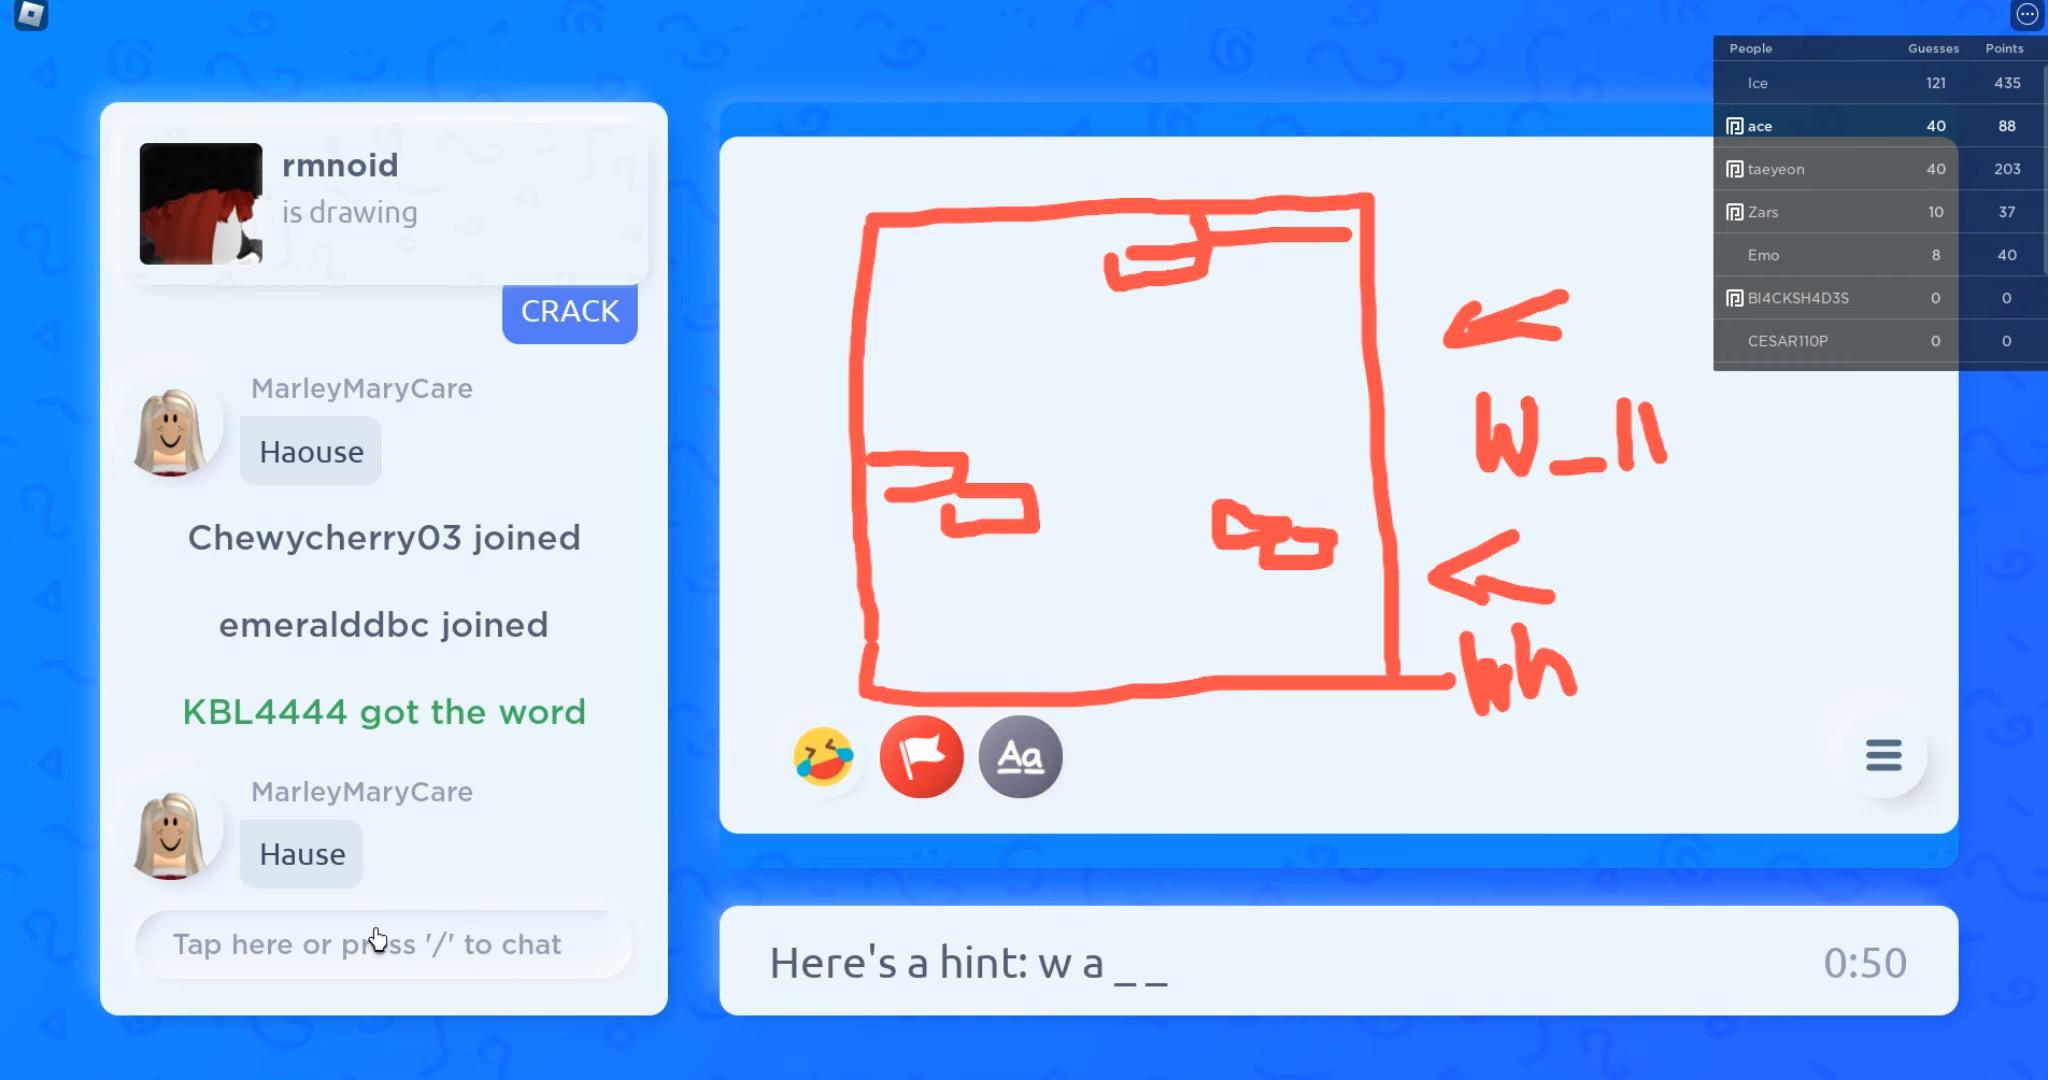 People Guesses Points
Ice 121 435
ace 40 88
taeyeon 40 203
Zars 10 37
Emo 8 40
BI4CKSH4D3S 0 0
CESAR110P 0 0
rmnoid
is drawing
CRACK
MarleyMaryCare
Haouse
Chewycherry03 joined
emeralddbc joined
KBL4444 got the word
MarleyMaryCare
Hause
Tap here or press '/' to chat
W_ll
Aa
Here's a hint: w a _ _
0:50